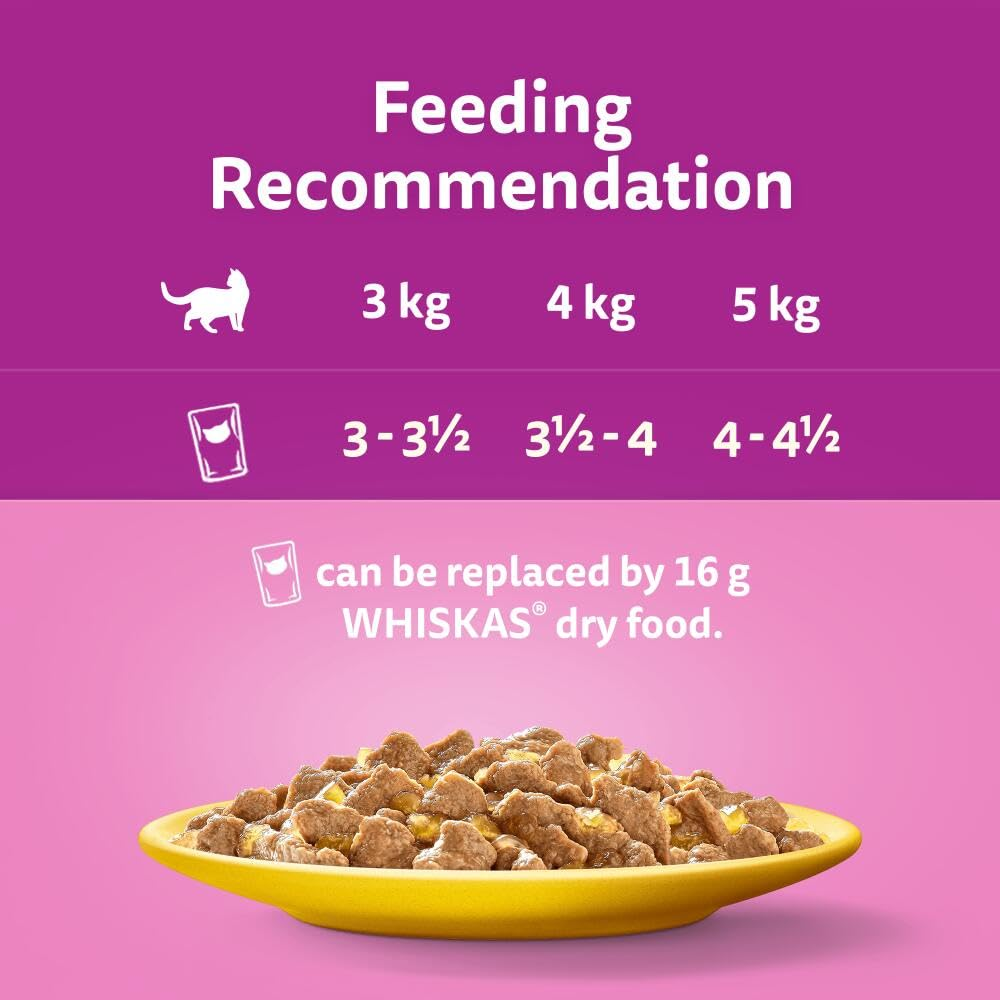 Feeding
Recommendation
3 kg 4 kg 5 kg
3 - 3½ 3½ - 4 4 - 4½
can be replaced by 16 g
WHISKAS® dry food.